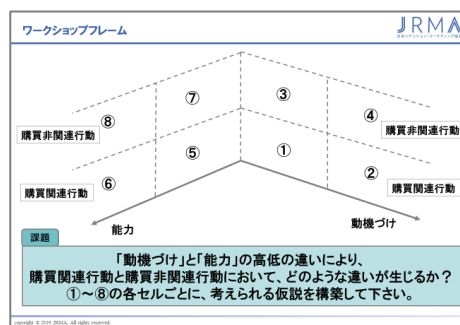 ワークショップフレーム
JRMA
⑦
③
⑧
④
購買非関連行動
購買非関連行動
⑤
①
⑥
②
購買関連行動
購買関連行動
能力
動機づけ
課題
「動機づけ」と「能力」の高低の違いにより、
購買関連行動と購買非関連行動において、どのような違いが生じるか？
①～⑧の各セルごとに、考えられる仮説を構築して下さい。
copyright © 2019 JRMA. All rights reserved.